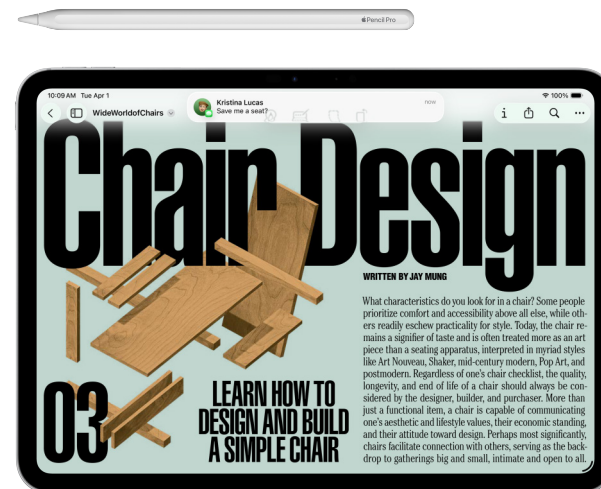 Pencil Pro
10:09 AM Tue Apr 1
100%
WideWorldofChairs
Kristina Lucas
Save me a seat?
now
Chair Design
WRITTEN BY JAY MUNG
What characteristics do you look for in a chair? Some people
prioritize comfort and accessibility above all else, while oth-
ers readily eschew practicality for style. Today, the chair re-
mains a signifier of taste and is often treated more as an art
piece than a seating apparatus, interpreted in myriad styles
like Art Nouveau, Shaker, mid-century modern, Pop Art, and
postmodern. Regardless of one's chair checklist, the quality,
longevity, and end of life of a chair should always be con-
sidered by the designer, builder, and purchaser. More than
just a functional item, a chair is capable of communicating
one's aesthetic and lifestyle values, their economic standing,
and their attitude toward design. Perhaps most significantly,
chairs facilitate connection with others, serving as the back-
drop to gatherings big and small, intimate and open to all.
03
LEARN HOW TO
DESIGN AND BUILD
A SIMPLE CHAIR